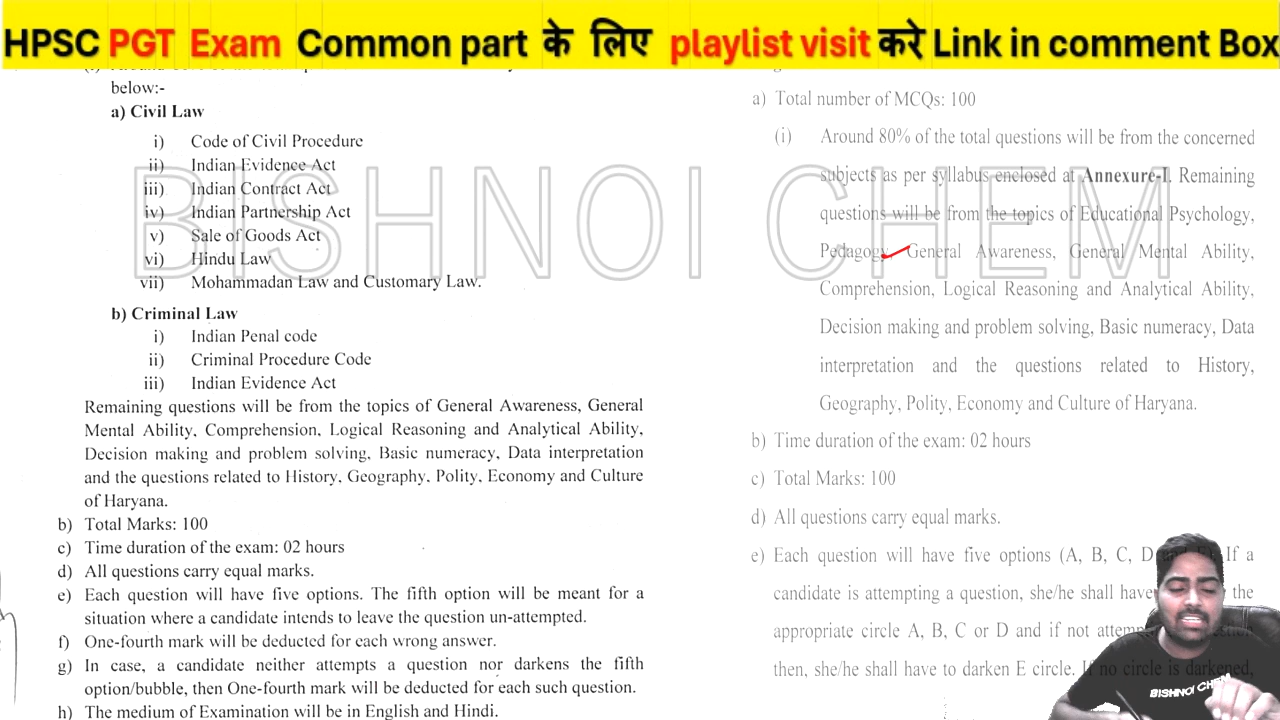 HPSC PGT Exam Common part के लिए playlist visit करे Link in comment Box
below:-
a) Civil Law
i) Code of Civil Procedure
ii) Indian Evidence Act
iii) Indian Contract Act
iv) Indian Partnership Act
v) Sale of Goods Act
vi) Hindu Law
vii) Mohammadan Law and Customary Law.
b) Criminal Law
i) Indian Penal code
ii) Criminal Procedure Code
iii) Indian Evidence Act
Remaining questions will be from the topics of General Awareness, General
Mental Ability, Comprehension, Logical Reasoning and Analytical Ability,
Decision making and problem solving, Basic numeracy, Data interpretation
and the questions related to History, Geography, Polity, Economy and Culture
of Haryana.
b) Total Marks: 100
c) Time duration of the exam: 02 hours
d) All questions carry equal marks.
e) Each question will have five options. The fifth option will be meant for a
situation where a candidate intends to leave the question un-attempted.
f) One-fourth mark will be deducted for each wrong answer.
g) In case, a candidate neither attempts a question nor darkens the fifth
option/bubble, then One-fourth mark will be deducted for each such question.
h) The medium of Examination will be in English and Hindi.
a) Total number of MCQs: 100
(i) Around 80% of the total questions will be from the concerned
subjects as per syllabus enclosed at Annexure-I. Remaining
questions will be from the topics of Educational Psychology,
Pedagogy, General Awareness, General Mental Ability,
Comprehension, Logical Reasoning and Analytical Ability,
Decision making and problem solving, Basic numeracy, Data
interpretation and the questions related to History,
Geography, Polity, Economy and Culture of Haryana.
b) Time duration of the exam: 02 hours
c) Total Marks: 100
d) All questions carry equal marks.
e) Each question will have five options (A, B, C, D and E). If a
candidate is attempting a question, she/he shall have the
appropriate circle A, B, C or D and if not
then, she/he shall have to darken E circle. If no circle is darkened,
BISHNOI CHEM
BISHNOI CHEM